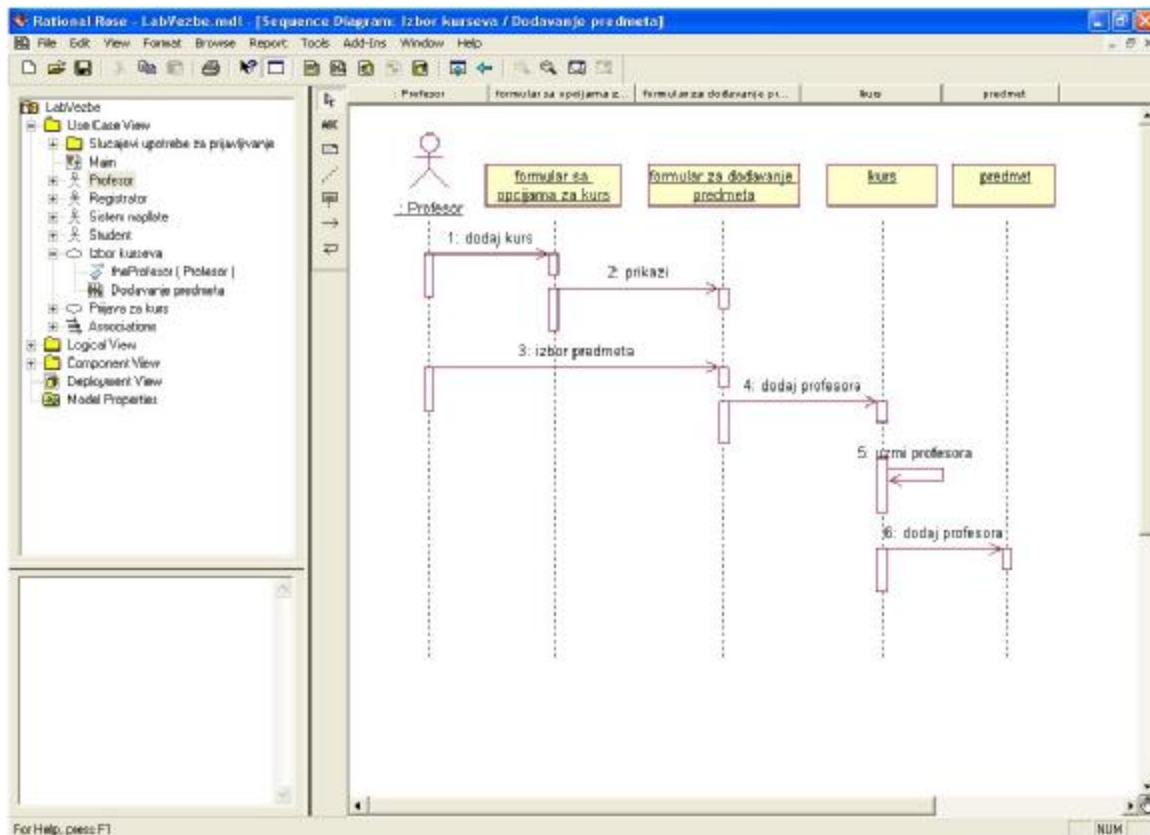 Rational Rose - LabVezbe.mdl - [Sequence Diagram: Izbor kurseva / Dodavanje predmeta]
File Edit View Format Browse Report Tools Add-Ins Window Help
LabVezbe
Use Case View
Slucajevi upotrebe za prijavljivanje
Main
Profesor
Registrator
Sistem naplate
Student
Izbor kurseva
theProfesor ( Profesor )
Dodavanje predmeta
Prijava za kurs
Associations
Logical View
Component View
Deployment View
Model Properties
ABC
: Profesor formular sa opcijama z... formular za dodavanje pr... kurs predmet
: Profesor
formular sa
opcijama za kurs
formular za dodavanje
predmeta
kurs
predmet
1: dodaj kurs
2: prikazi
3: izbor predmeta
4: dodaj profesora
5: uzmi profesora
6: dodaj profesora
For Help, press F1
NUM